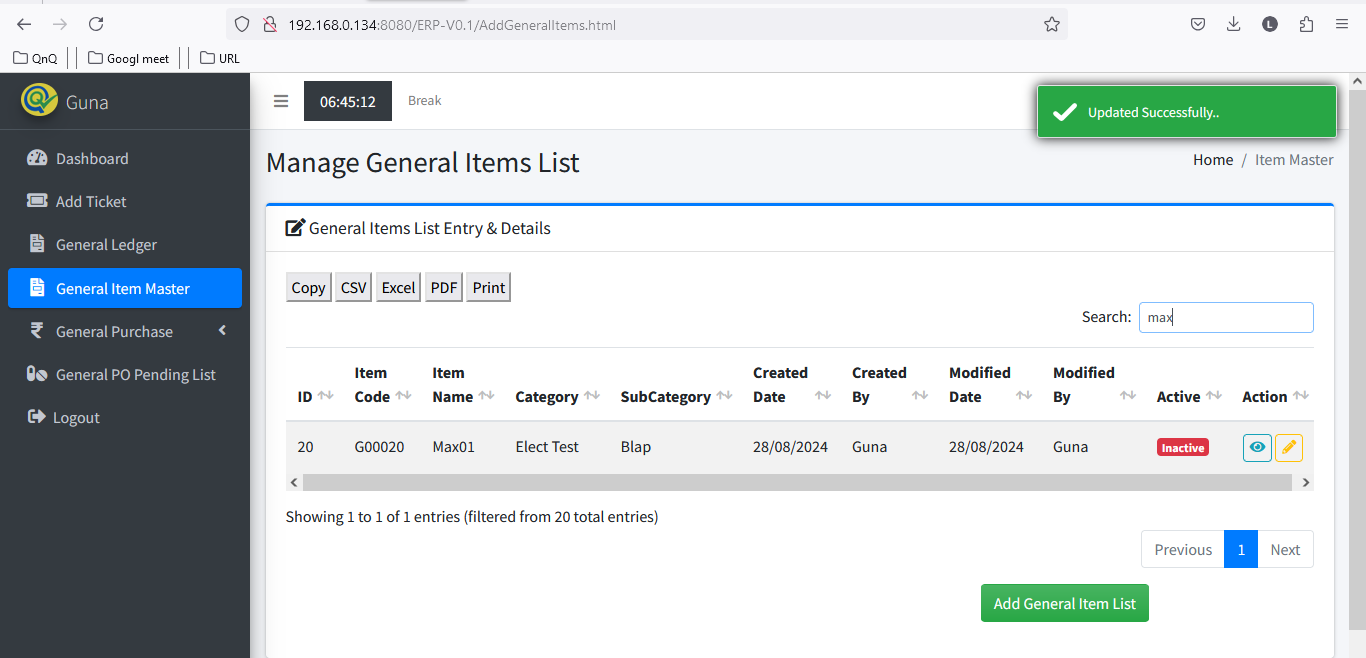 192.168.0.134:8080/ERP-V0.1/AddGeneralItems.html
L
QnQ
Googl meet
URL
Guna
06:45:12
Break
Updated Successfully..
Dashboard
Add Ticket
General Ledger
General Item Master
General Purchase
General PO Pending List
Logout
Manage General Items List
Home / Item Master
General Items List Entry & Details
Copy CSV Excel PDF Print
Search: max
ID Item Code Item Name Category SubCategory Created Date Created By Modified Date Modified By Active Action
20 G00020 Max01 Elect Test Blap 28/08/2024 Guna 28/08/2024 Guna Inactive
Showing 1 to 1 of 1 entries (filtered from 20 total entries)
Previous 1 Next
Add General Item List